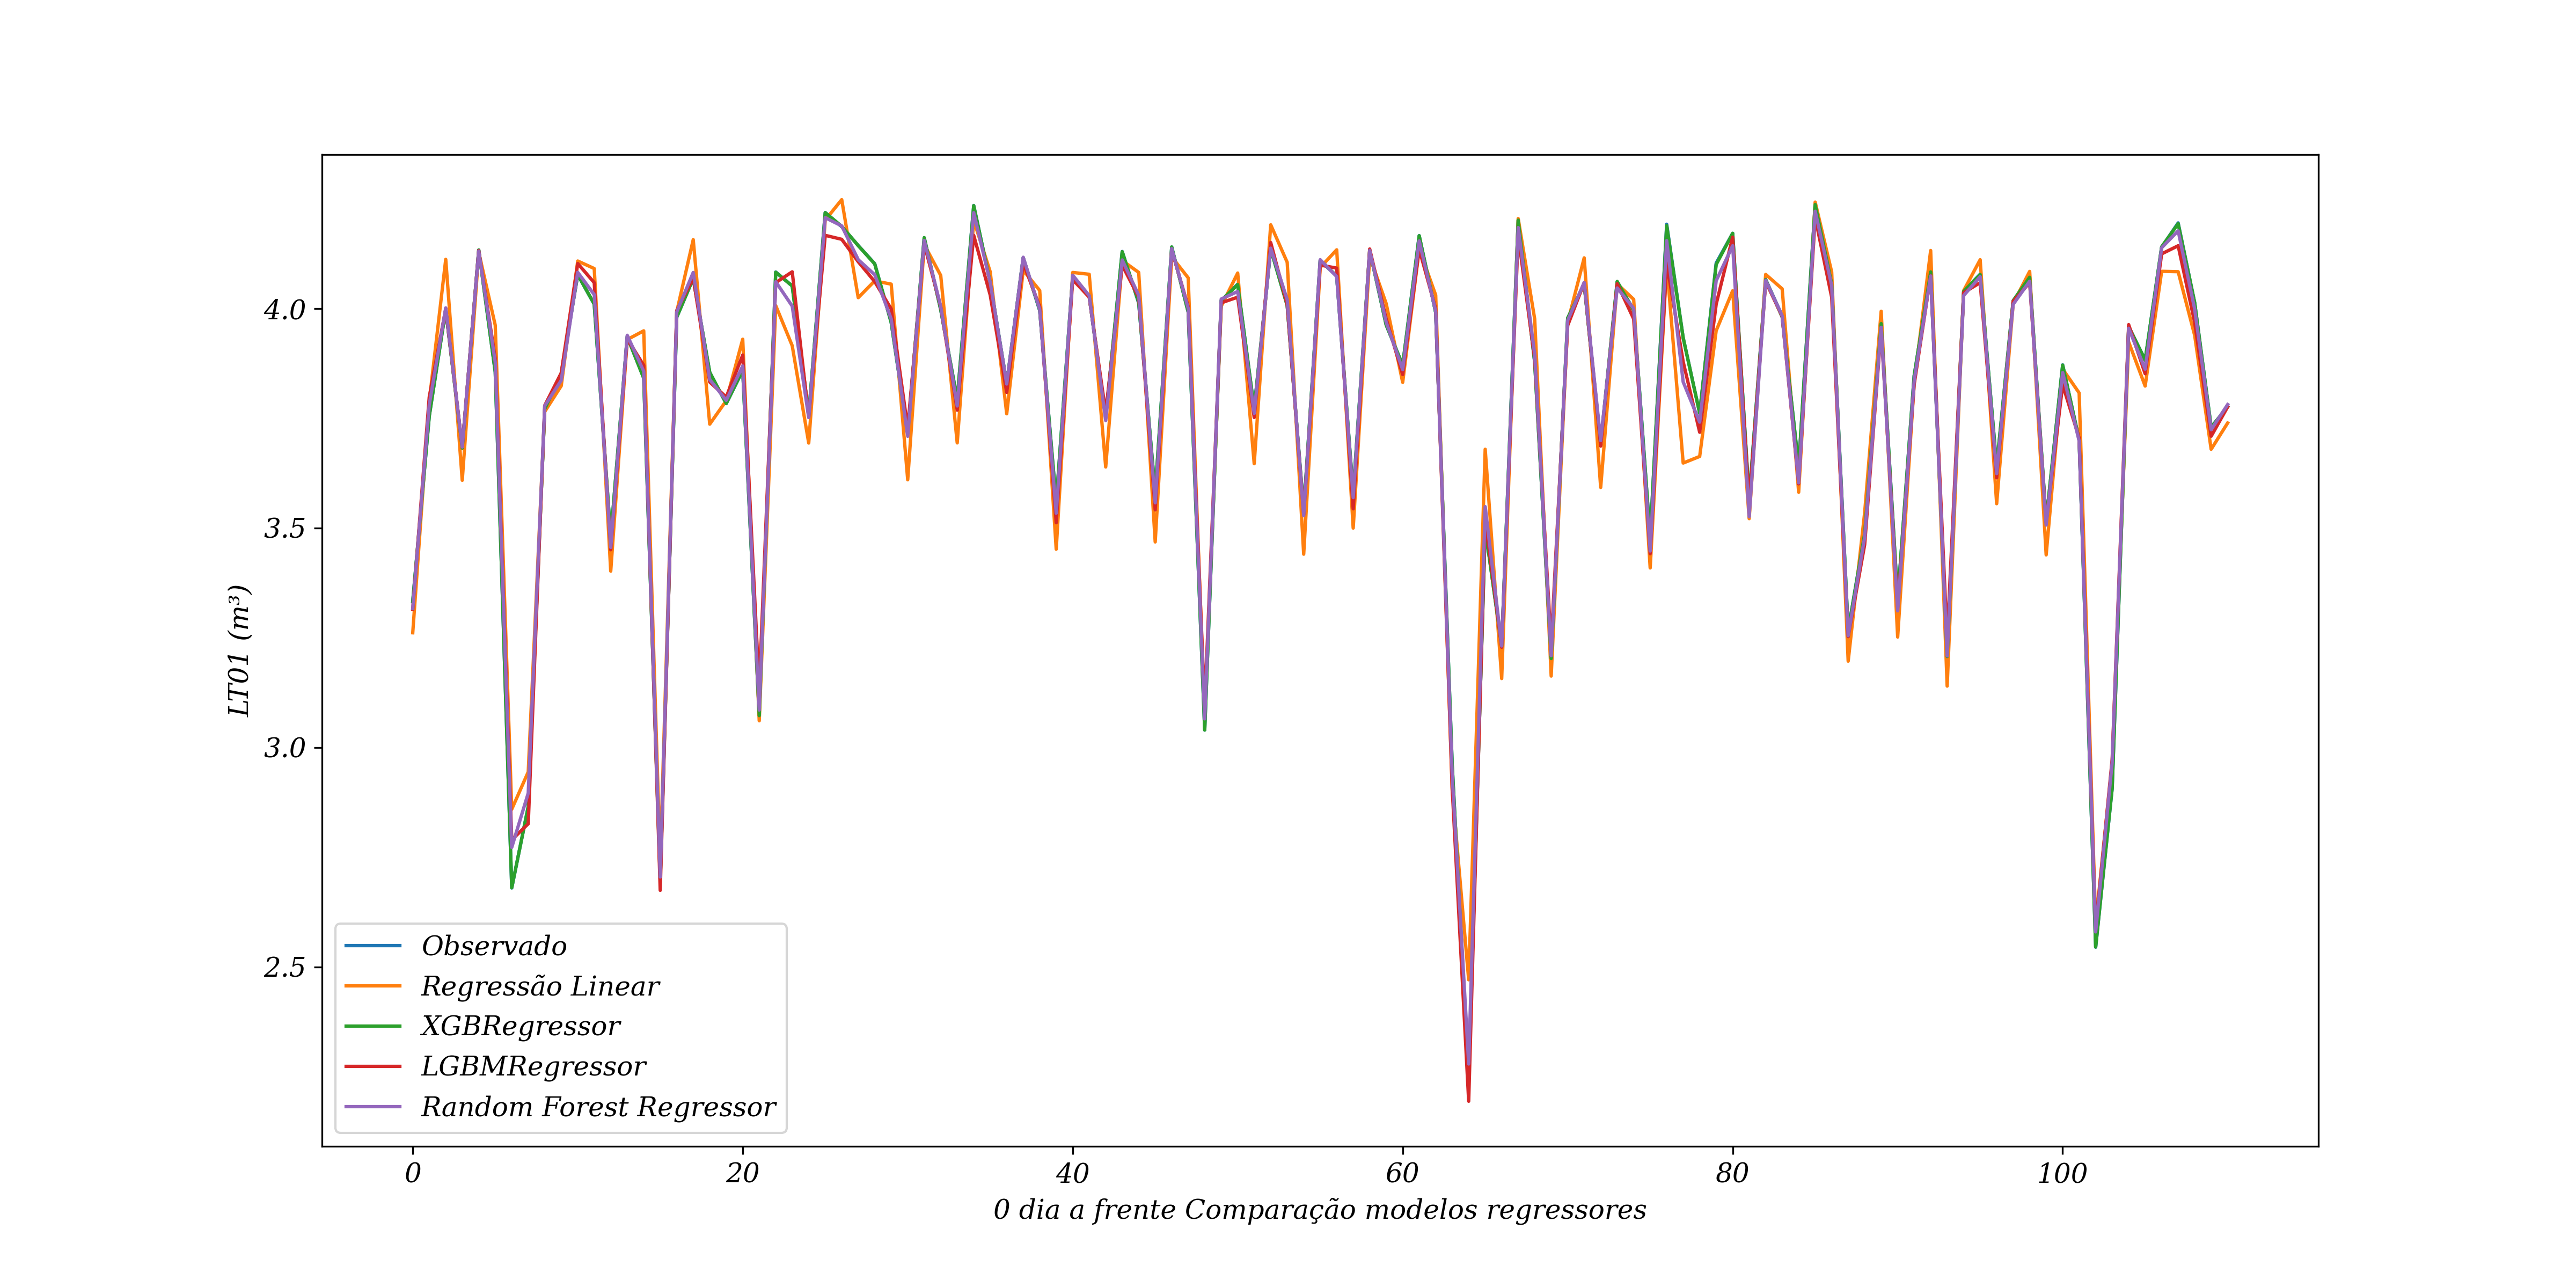 4.0
3.5
3.0
2.5
LT01 (m³)
Observado
Regressão Linear
XGBRegressor
LGBMRegressor
Random Forest Regressor
0 20 40 60 80 100
0 dia a frente Comparação modelos regressores